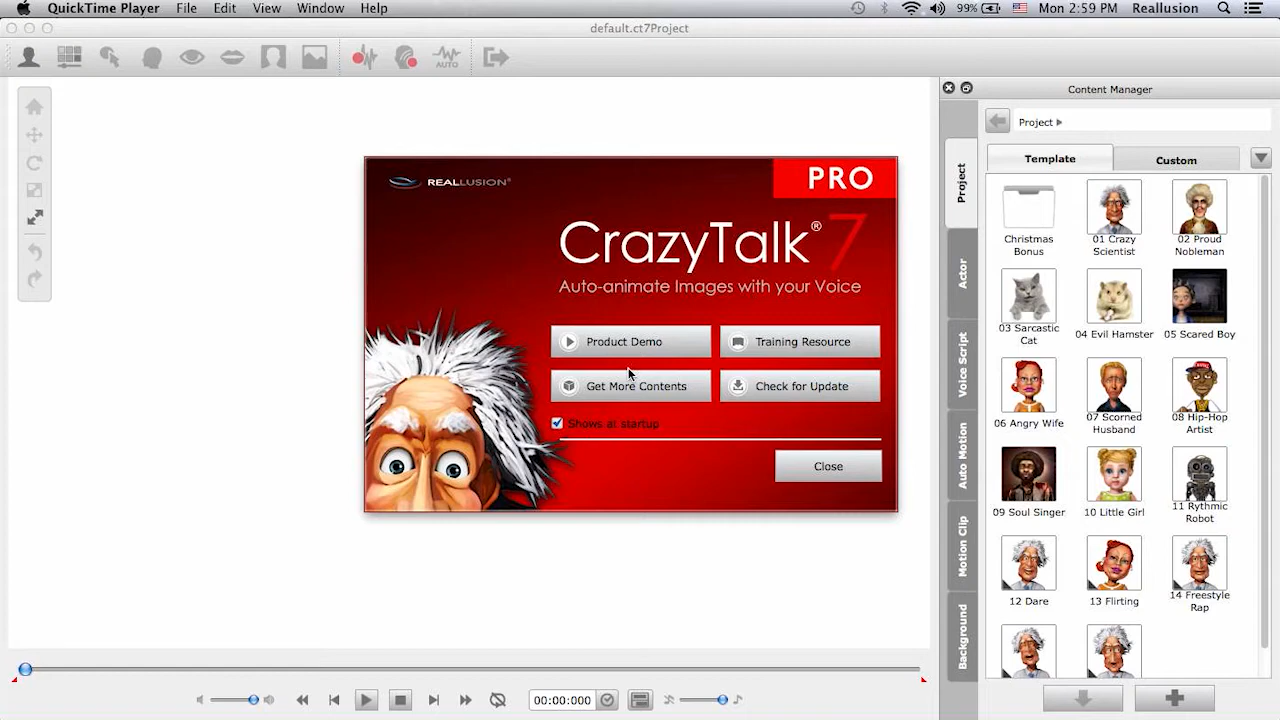 QuickTime Player File Edit View Window Help
99% Mon 2:59 PM Reallusion
default.ct7Project
AUTO
Content Manager
Project
Template Custom
Project
Actor
Voice Script
Auto Motion
Motion Clip
Background
Christmas
Bonus
01 Crazy
Scientist
02 Proud
Nobleman
03 Sarcastic
Cat
04 Evil Hamster
05 Scared Boy
06 Angry Wife
07 Scorned
Husband
08 Hip-Hop
Artist
09 Soul Singer
10 Little Girl
11 Rythmic
Robot
12 Dare
13 Flirting
14 Freestyle
Rap
REALLUSION®
PRO
CrazyTalk® 7
Auto-animate Images with your Voice
Product Demo
Training Resource
Get More Contents
Check for Update
Shows at startup
Close
00:00:000